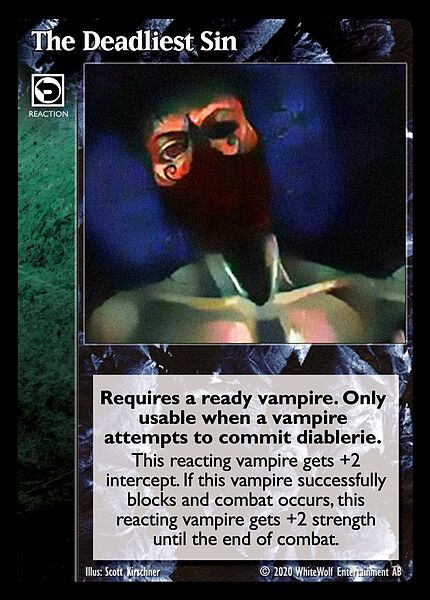 The Deadliest Sin
REACTION
Requires a ready vampire. Only
usable when a vampire
attempts to commit diablerie.
This reacting vampire gets +2
intercept. If this vampire successfully
blocks and combat occurs, this
reacting vampire gets +2 strength
until the end of combat.
Illus: Scott Kirschner © 2020 WhiteWolf Entertainment AB